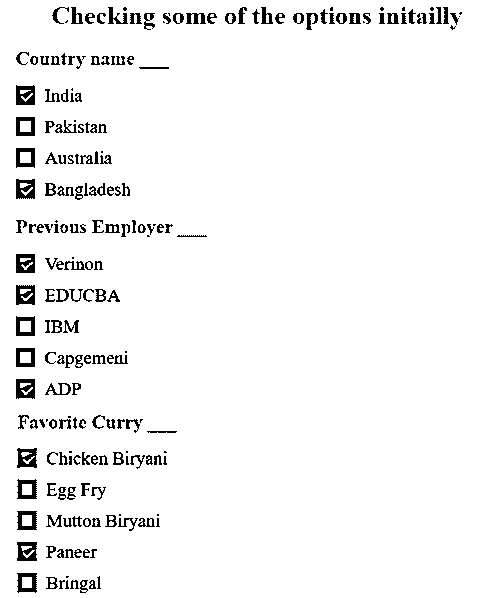 Checking some of the options initailly
Country name ___
India
Pakistan
Australia
Bangladesh
Previous Employer ___
Verinon
EDUCBA
IBM
Capgemeni
ADP
Favorite Curry ___
Chicken Biryani
Egg Fry
Mutton Biryani
Paneer
Bringal